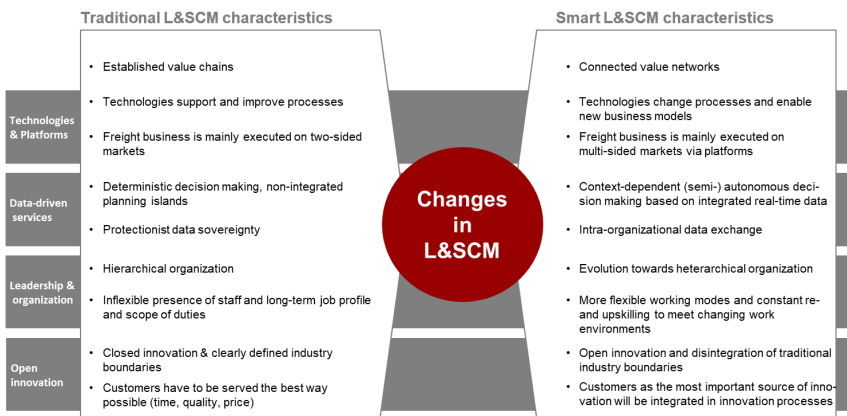 Traditional L&SCM characteristics
Smart L&SCM characteristics
Changes
in
L&SCM
• Established value chains
• Connected value networks
Technologies
& Platforms
• Technologies support and improve processes
• Freight business is mainly executed on two-sided
markets
• Technologies change processes and enable
new business models
• Freight business is mainly executed on
multi-sided markets via platforms
Data-driven
services
• Deterministic decision making, non-integrated
planning islands
• Protectionist data sovereignty
• Context-dependent (semi-) autonomous deci-
sion making based on integrated real-time data
• Intra-organizational data exchange
Leadership &
organization
• Hierarchical organization
• Inflexible presence of staff and long-term job profile
and scope of duties
• Evolution towards heterarchical organization
• More flexible working modes and constant re-
and upskilling to meet changing work
environments
Open
innovation
• Closed innovation & clearly defined industry
boundaries
• Customers have to be served the best way
possible (time, quality, price)
• Open innovation and disintegration of traditional
industry boundaries
• Customers as the most important source of inno-
vation will be integrated in innovation processes